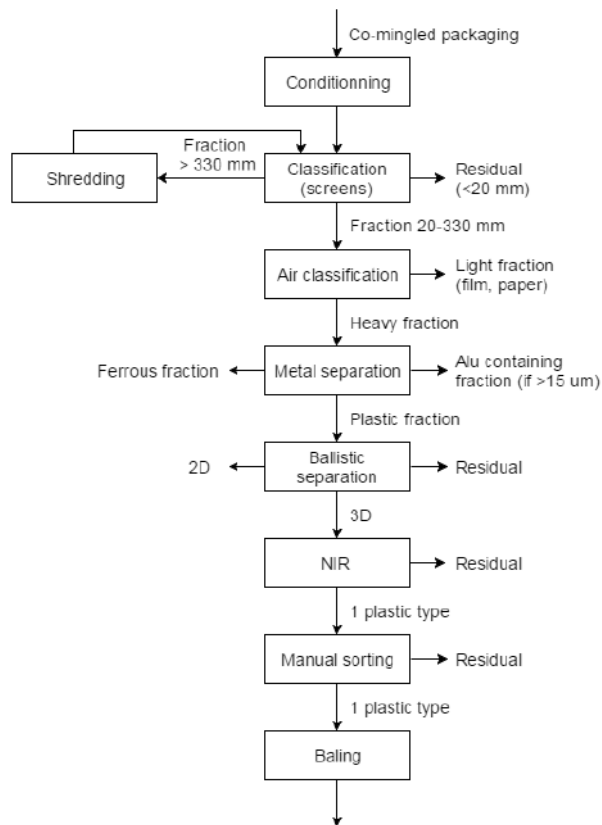 Co-mingled packaging
Conditionning
Fraction
> 330 mm
Shredding
Classification
(screens)
Residual
(<20 mm)
Fraction 20-330 mm
Air classification
Light fraction
(film, paper)
Heavy fraction
Ferrous fraction
Metal separation
Alu containing
fraction (if >15 um)
Plastic fraction
2D
Ballistic
separation
Residual
3D
NIR
Residual
1 plastic type
Manual sorting
Residual
1 plastic type
Baling